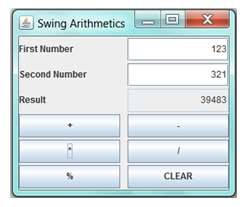 Swing Arithmetics
First Number 123
Second Number 321
Result 39483
+ -
* /
% CLEAR